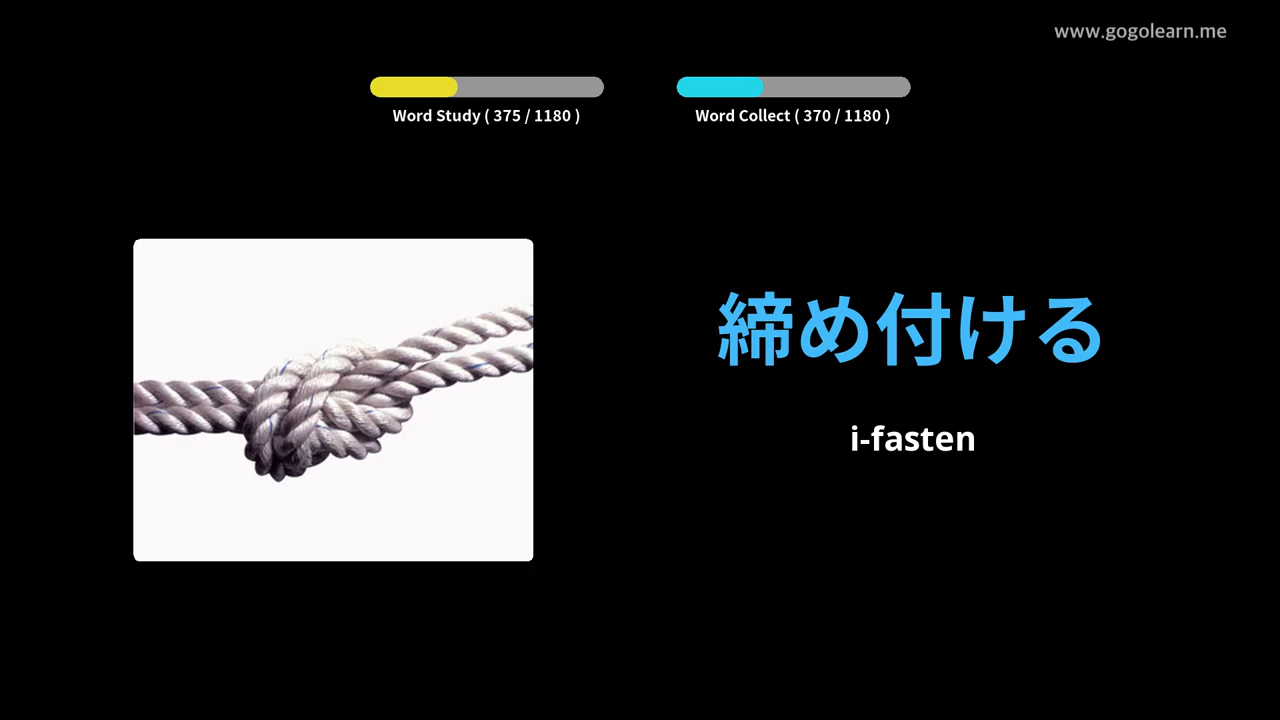 www.gogolearn.me
Word Study ( 375 / 1180 )
Word Collect ( 370 / 1180 )
締め付ける
i-fasten